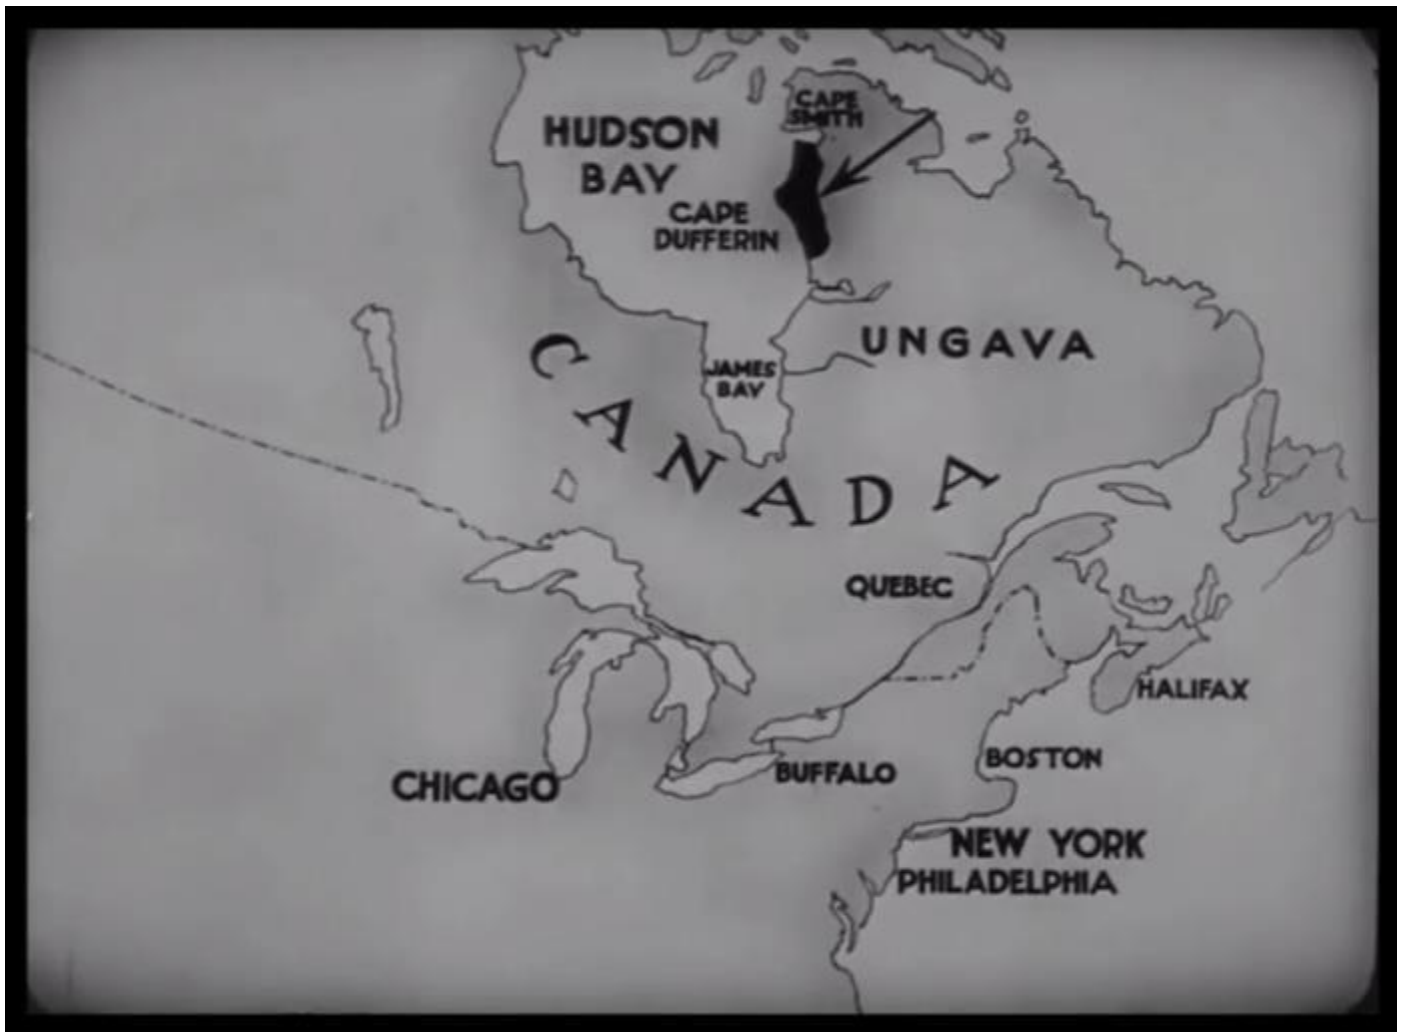 CAPE
SMITH
HUDSON
BAY
CAPE
DUFFERIN
UNGAVA
JAMES
BAY
CANADA
QUEBEC
HALIFAX
BOSTON
BUFFALO
CHICAGO
NEW YORK
PHILADELPHIA